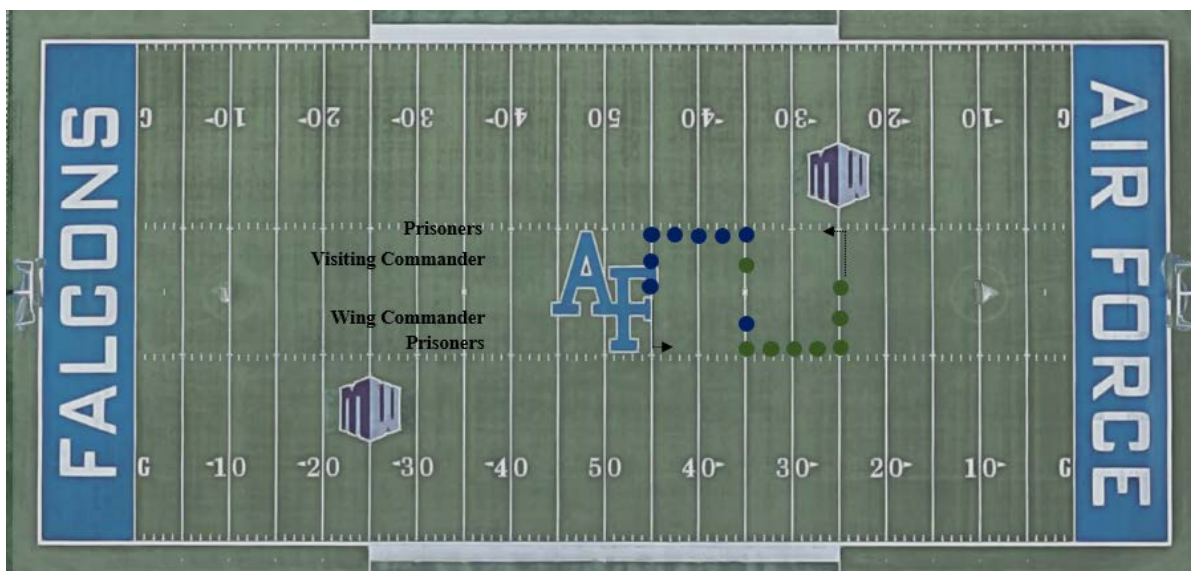 FALCONS
G -10 -20 -30 -40 50 40- 30- 20- 10- G
MW
Prisoners
Visiting Commander
AF
Wing Commander
Prisoners
MW
G -10 -20 -30 -40 50 40- 30- 20- 10- G
AIR FORCE